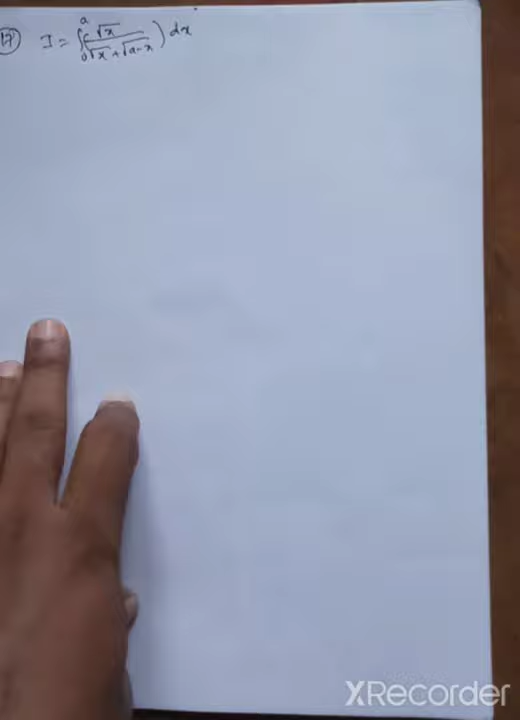 17 I = ∫₀ᵃ (√x / (√x + √(a-x))) dx
XRecorder